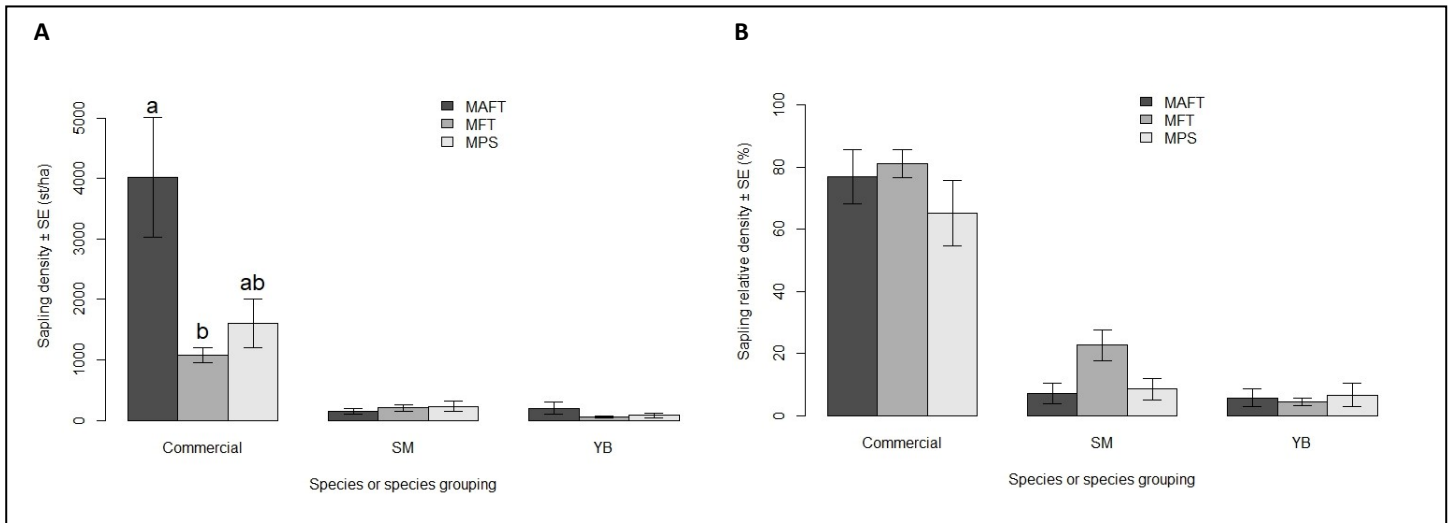 A
B
a
b
ab
MAFT
MFT
MPS
5000
4000
3000
2000
1000
0
Sapling density ± SE (st/ha)
Commercial
SM
YB
Species or species grouping
MAFT
MFT
MPS
100
80
60
40
20
0
Sapling relative density ± SE (%)
Commercial
SM
YB
Species or species grouping